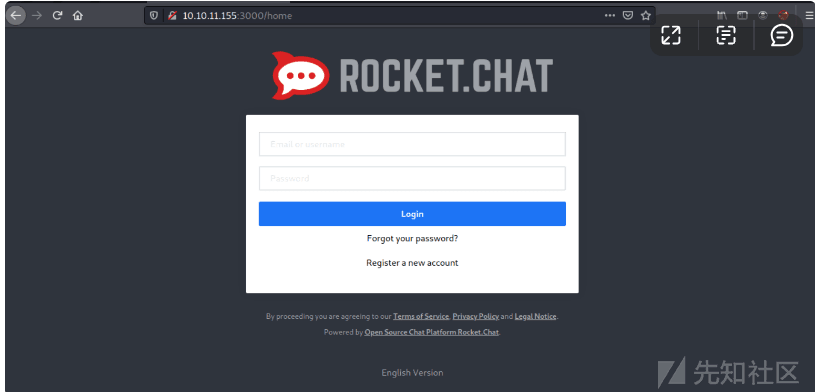 10.10.11.155:3000/home
ROCKET.CHAT
Email or username
Password
Login
Forgot your password?
Register a new account
By proceeding you are agreeing to our Terms of Service, Privacy Policy and Legal Notice.
Powered by Open Source Chat Platform Rocket.Chat.
English Version
先知社区